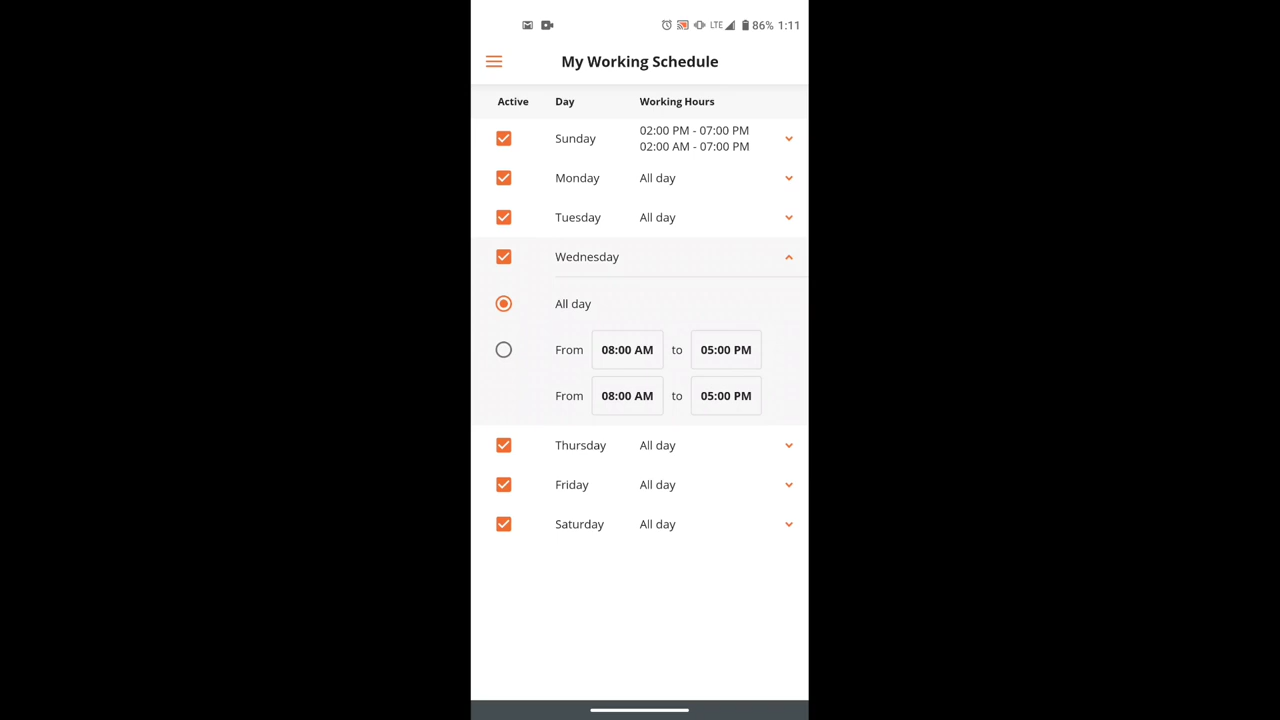 LTE 86% 1:11
My Working Schedule
Active Day Working Hours
Sunday 02:00 PM - 07:00 PM
02:00 AM - 07:00 PM
Monday All day
Tuesday All day
Wednesday
All day
From 08:00 AM to 05:00 PM
From 08:00 AM to 05:00 PM
Thursday All day
Friday All day
Saturday All day